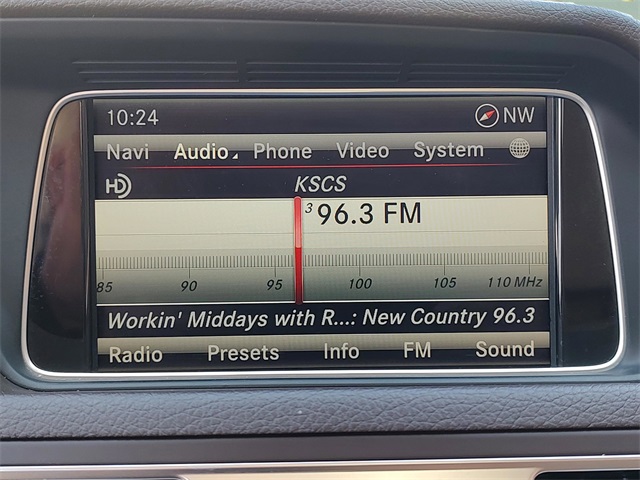 10:24 NW
Navi Audio Phone Video System
HD KSCS
3 96.3 FM
85 90 95 100 105 110 MHz
Workin' Middays with R...: New Country 96.3
Radio Presets Info FM Sound